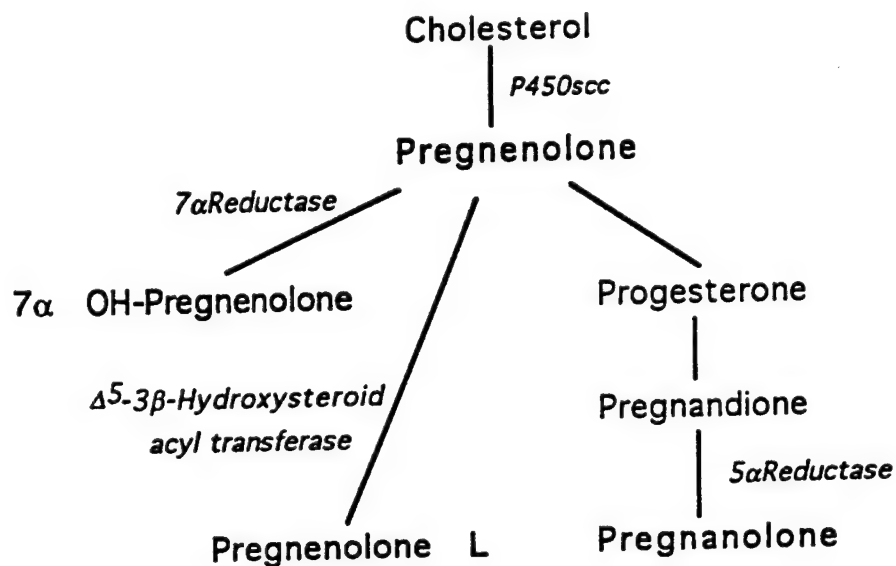 Cholesterol
P450scc
Pregnenolone
7αReductase
7α OH-Pregnenolone
Progesterone
Δ5-3β-Hydroxysteroid
acyl transferase
Pregnandione
5αReductase
Pregnenolone L
Pregnanolone